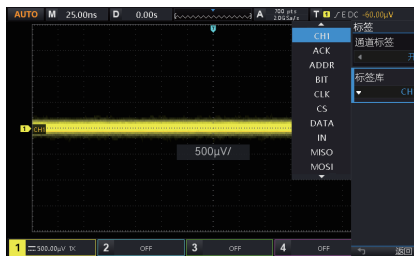 AUTO M 25.00ns D 0.00s A 700 pts 2.0GSa/s T 1 E DC -60.00μV
标签
通道标签
开
标签库
CH
CH1
ACK
ADDR
BIT
CLK
CS
DATA
IN
MISO
MOSI
1 CH1
500μV/
1 500.00μV 1X 2 OFF 3 OFF 4 OFF 返回